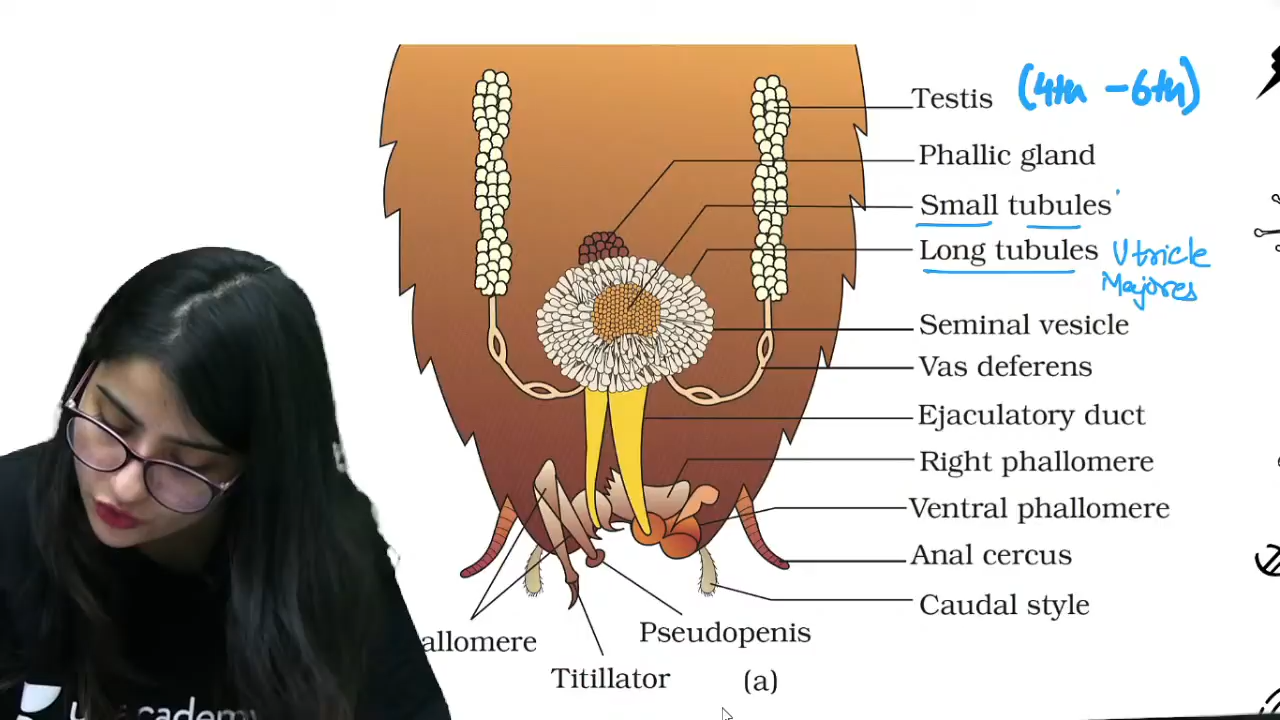 Testis (4th - 6th)
Phallic gland
Small tubules
Long tubules Utricle
Majores
Seminal vesicle
Vas deferens
Ejaculatory duct
Right phallomere
Ventral phallomere
Anal cercus
Caudal style
allomere
Pseudopenis
Titillator
(a)